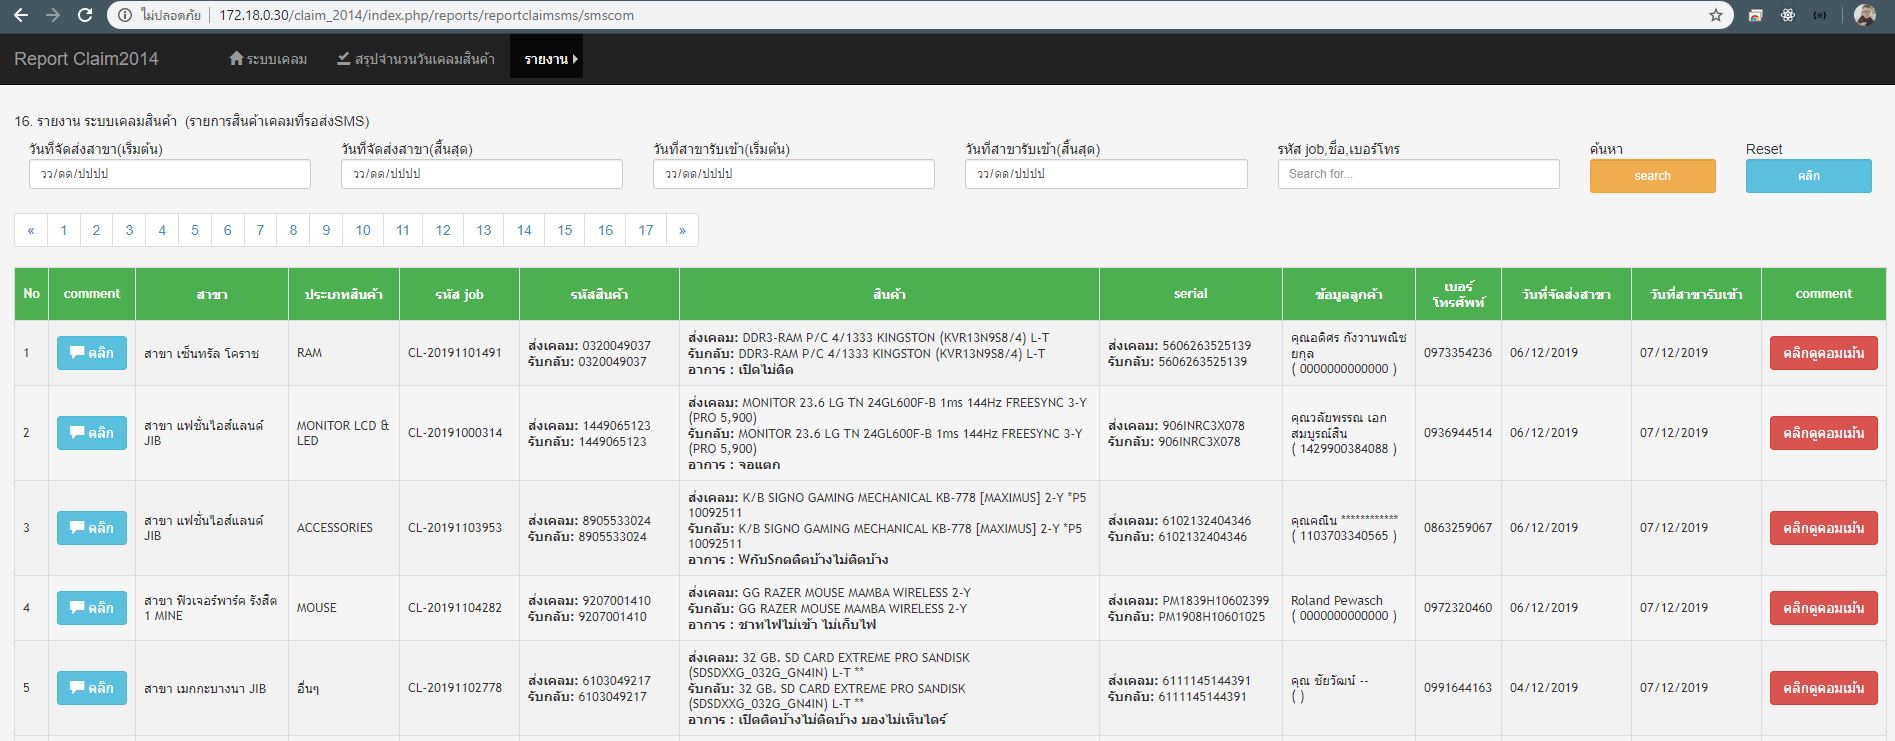 ไม่ปลอดภัย | 172.18.0.30/claim_2014/index.php/reports/reportclaimsms/smscom
Report Claim2014 ระบบเคลม สรุปจำนวนวันเคลมสินค้า รายงาน
16. รายงาน ระบบเคลมสินค้า (รายการสินค้าเคลมที่รอส่งSMS)
วันที่จัดส่งสาขา(เริ่มต้น) วันที่จัดส่งสาขา(สิ้นสุด) วันที่สาขารับเข้า(เริ่มต้น) วันที่สาขารับเข้า(สิ้นสุด) รหัส job,ชื่อ,เบอร์โทร ค้นหา Reset
วว/ดด/ปปปป วว/ดด/ปปปป วว/ดด/ปปปป วว/ดด/ปปปป Search for... search คลิก
« 1 2 3 4 5 6 7 8 9 10 11 12 13 14 15 16 17 »
No comment สาขา ประเภทสินค้า รหัส job รหัสสินค้า สินค้า serial ข้อมูลลูกค้า เบอร์โทรศัพท์ วันที่จัดส่งสาขา วันที่สาขารับเข้า comment
1 คลิก สาขา เซ็นทรัล โคราช RAM CL-20191101491
ส่งเคลม: 0320049037
รับกลับ: 0320049037
ส่งเคลม: DDR3-RAM P/C 4/1333 KINGSTON (KVR13N9S8/4) L-T
รับกลับ: DDR3-RAM P/C 4/1333 KINGSTON (KVR13N9S8/4) L-T
อาการ : เปิดไม่ติด
ส่งเคลม: 5606263525139
รับกลับ: 5606263525139
คุณอดิศร กังวานพณิช
ยกุล
( 0000000000000 )
0973354236 06/12/2019 07/12/2019 คลิกดูคอมเม้น
2 คลิก สาขา แฟชั่นไอส์แลนด์
JIB
MONITOR LCD &
LED
CL-20191000314
ส่งเคลม: 1449065123
รับกลับ: 1449065123
ส่งเคลม: MONITOR 23.6 LG TN 24GL600F-B 1ms 144Hz FREESYNC 3-Y
(PRO 5,900)
รับกลับ: MONITOR 23.6 LG TN 24GL600F-B 1ms 144Hz FREESYNC 3-Y
(PRO 5,900)
อาการ : จอแตก
ส่งเคลม: 906INRC3X078
รับกลับ: 906INRC3X078
คุณวลัยพรรณ เอก
สมบูรณ์สิน
( 1429900384088 )
0936944514 06/12/2019 07/12/2019 คลิกดูคอมเม้น
3 คลิก สาขา แฟชั่นไอส์แลนด์
JIB
ACCESSORIES CL-20191103953
ส่งเคลม: 8905533024
รับกลับ: 8905533024
ส่งเคลม: K/B SIGNO GAMING MECHANICAL KB-778 [MAXIMUS] 2-Y *P5
10092511
รับกลับ: K/B SIGNO GAMING MECHANICAL KB-778 [MAXIMUS] 2-Y *P5
10092511
อาการ : WกับSกดติดบ้างไม่ติดบ้าง
ส่งเคลม: 6102132404346
รับกลับ: 6102132404346
คุณคณิน ************
( 1103703340565 )
0863259067 06/12/2019 07/12/2019 คลิกดูคอมเม้น
4 คลิก สาขา ฟิวเจอร์พาร์ค รังสิต
1 MINE
MOUSE CL-20191104282
ส่งเคลม: 9207001410
รับกลับ: 9207001410
ส่งเคลม: GG RAZER MOUSE MAMBA WIRELESS 2-Y
รับกลับ: GG RAZER MOUSE MAMBA WIRELESS 2-Y
อาการ : ชาทไฟไม่เข้า ไม่เก็บไฟ
ส่งเคลม: PM1839H10602399
รับกลับ: PM1908H10601025
Roland Pewasch
( 0000000000000 )
0972320460 06/12/2019 07/12/2019 คลิกดูคอมเม้น
5 คลิก สาขา เมกกะบางนา JIB อื่นๆ CL-20191102778
ส่งเคลม: 6103049217
รับกลับ: 6103049217
ส่งเคลม: 32 GB. SD CARD EXTREME PRO SANDISK
(SDSDXXG_032G_GN4IN) L-T **
รับกลับ: 32 GB. SD CARD EXTREME PRO SANDISK
(SDSDXXG_032G_GN4IN) L-T **
อาการ : เปิดติดบ้างไม่ติดบ้าง มองไม่เห็นไดร์
ส่งเคลม: 6111145144391
รับกลับ: 6111145144391
คุณ ชัยวัฒน์ --
( )
0991644163 04/12/2019 07/12/2019 คลิกดูคอมเม้น